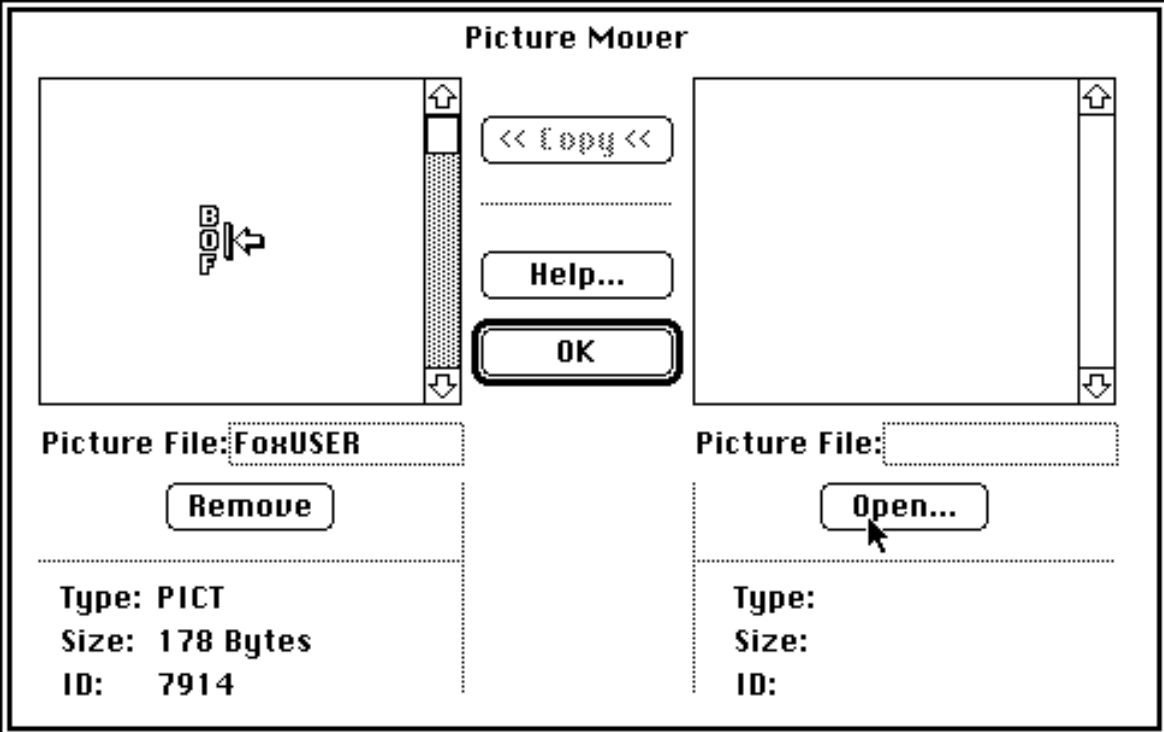 Picture Mover
<< Copy <<
B
O
F
Help...
OK
Picture File: FoxUSER
Picture File:
Remove
Open...
Type: PICT
Size: 178 Bytes
ID: 7914
Type:
Size:
ID: